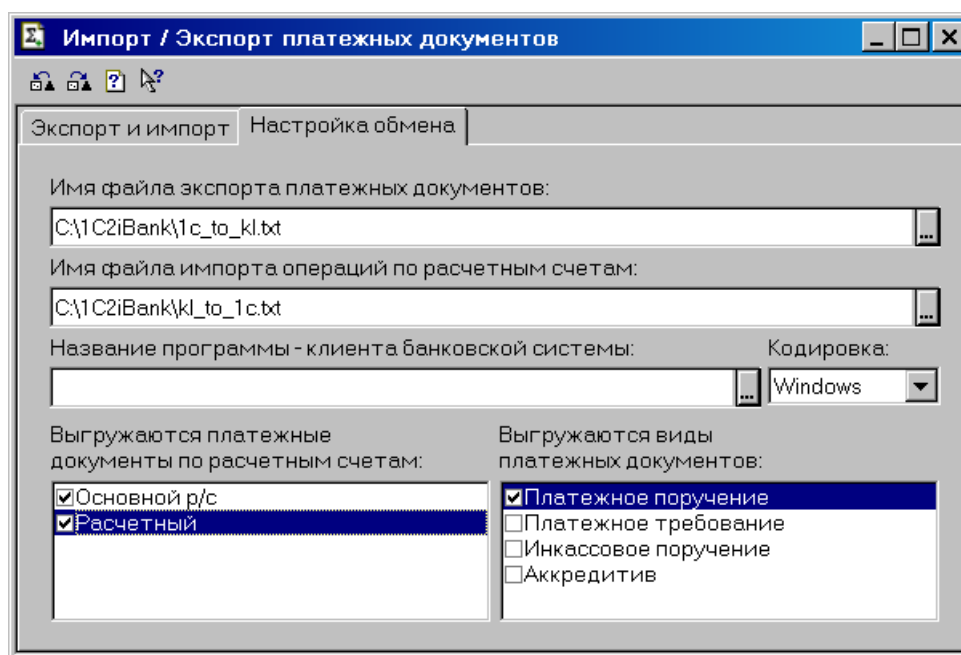 Импорт / Экспорт платежных документов
Экспорт и импорт
Настройка обмена
Имя файла экспорта платежных документов:
C:\1C2iBank\1c_to_kl.txt
...
Имя файла импорта операций по расчетным счетам:
C:\1C2iBank\kl_to_1c.txt
...
Название программы - клиента банковской системы:
Кодировка:
...
Windows
Выгружаются платежные
документы по расчетным счетам:
Основной р/с
Расчетный
Выгружаются виды
платежных документов:
Платежное поручение
Платежное требование
Инкассовое поручение
Аккредитив